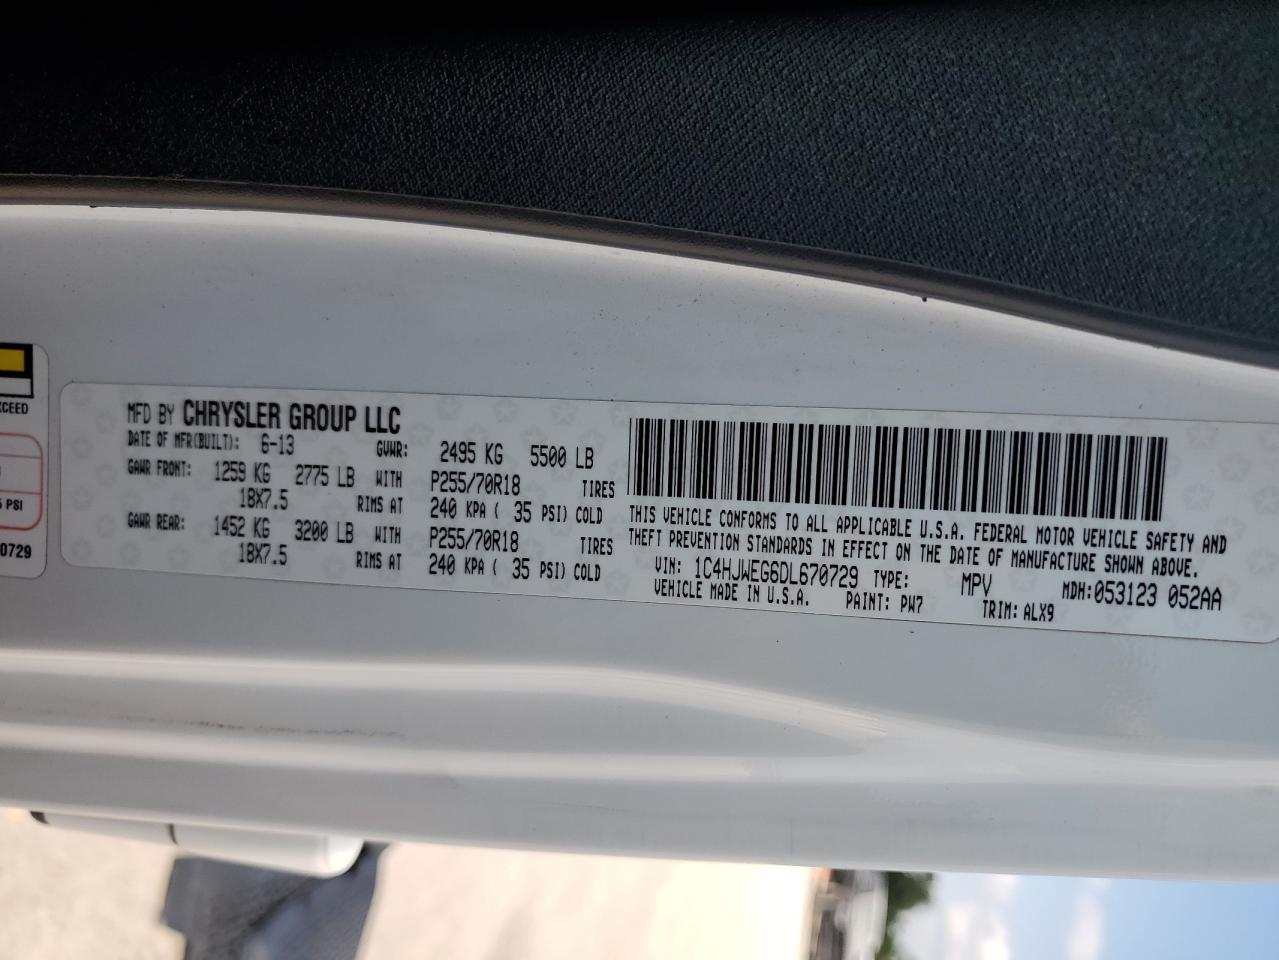 XCEED
PSI
0729
MFD BY CHRYSLER GROUP LLC
DATE OF MFR(BUILT): 6-13 GVWR: 2495 KG 5500 LB
GAWR FRONT: 1259 KG 2775 LB WITH P255/70R18 TIRES
18X7.5 RIMS AT 240 KPA ( 35 PSI) COLD
GAWR REAR: 1452 KG 3200 LB WITH P255/70R18 TIRES
18X7.5 RIMS AT 240 KPA ( 35 PSI) COLD
THIS VEHICLE CONFORMS TO ALL APPLICABLE U.S.A. FEDERAL MOTOR VEHICLE SAFETY AND
THEFT PREVENTION STANDARDS IN EFFECT ON THE DATE OF MANUFACTURE SHOWN ABOVE.
VIN: 1C4HJWEG6DL670729 TYPE: MPV MDH:053123 052AA
VEHICLE MADE IN U.S.A. PAINT: PW7 TRIM: ALX9